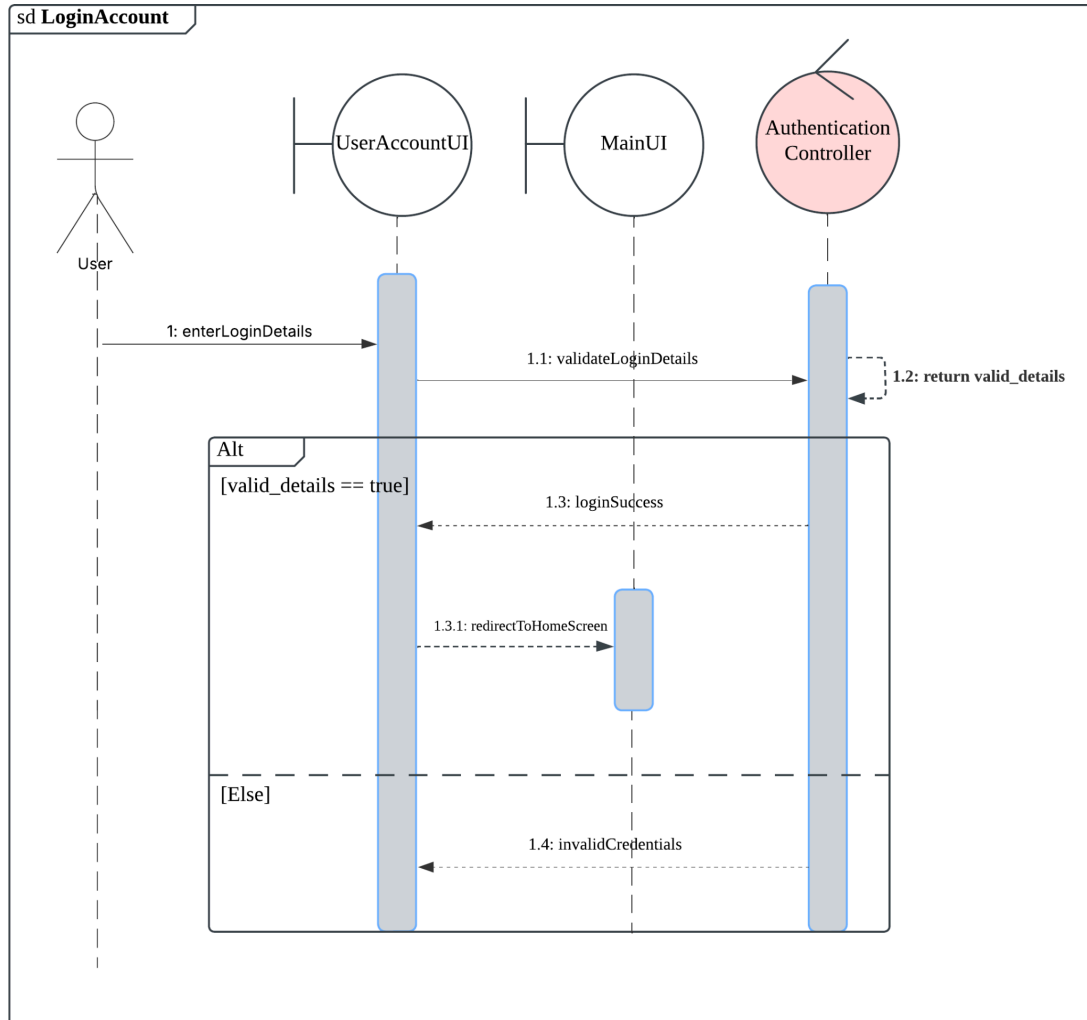 sd LoginAccount
UserAccountUI
MainUI
Authentication
Controller
User
1: enterLoginDetails
1.1: validateLoginDetails
1.2: return valid_details
Alt
[valid_details == true]
1.3: loginSuccess
1.3.1: redirectToHomeScreen
[Else]
1.4: invalidCredentials